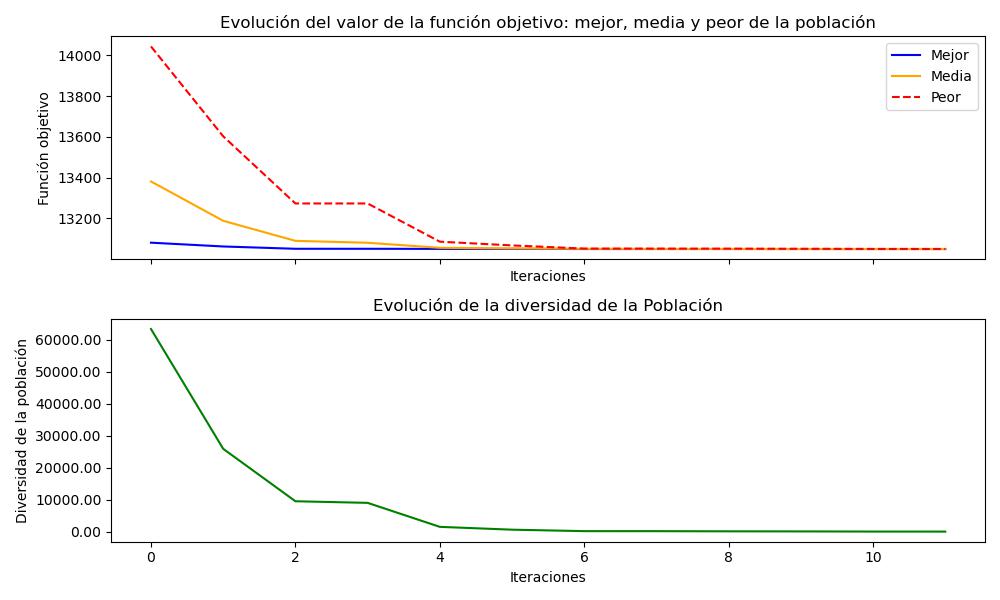 Evolución del valor de la función objetivo: mejor, media y peor de la población
Función objetivo
14000
13800
13600
13400
13200
Mejor
Media
Peor
Iteraciones
Evolución de la diversidad de la Población
Diversidad de la población
60000.00
50000.00
40000.00
30000.00
20000.00
10000.00
0.00
0 2 4 6 8 10
Iteraciones